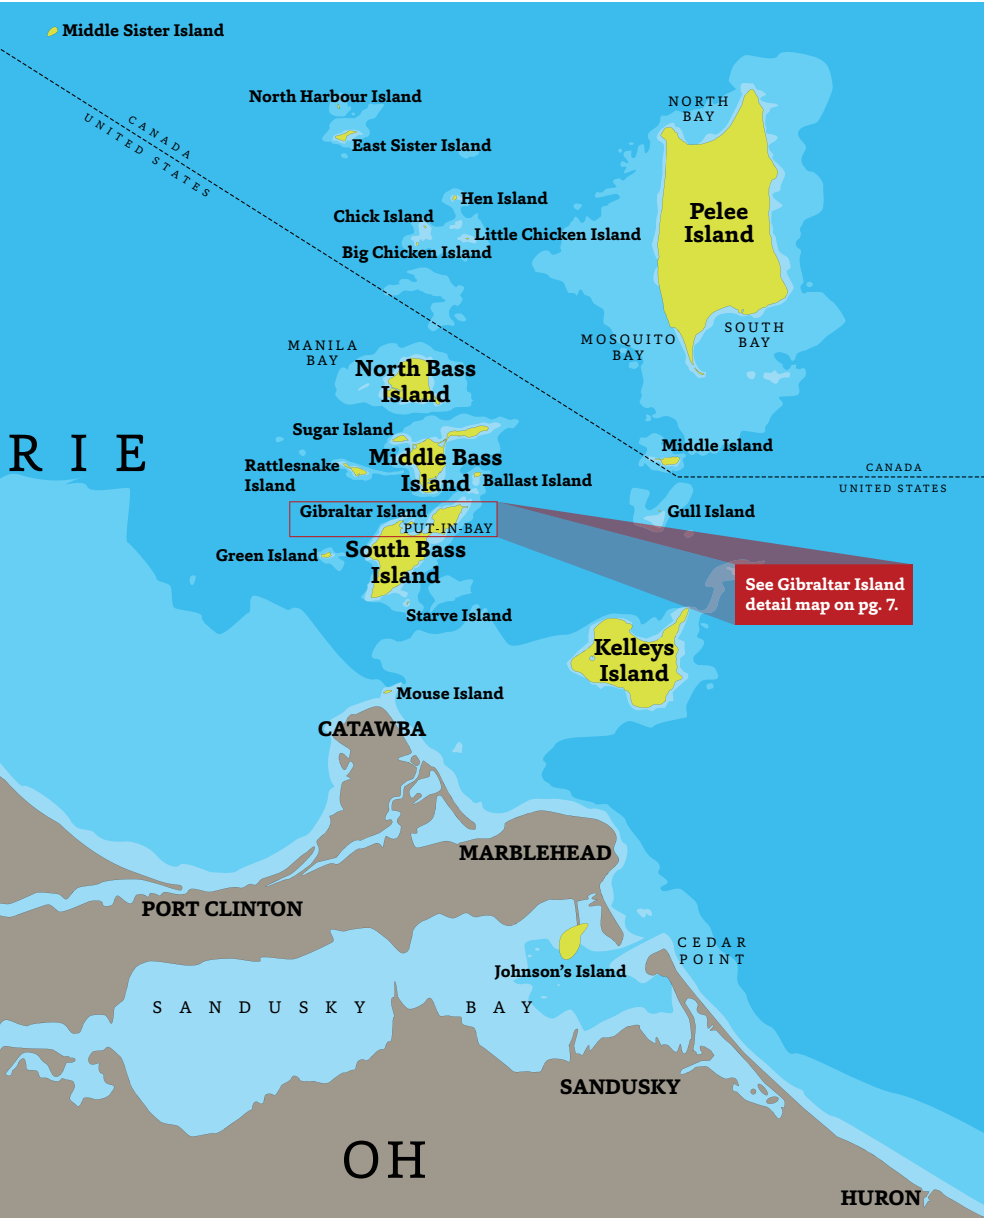 Middle Sister Island
North Harbour Island
NORTH
BAY
CANADA
UNITED STATES
East Sister Island
Hen Island
Chick Island
Pelee
Island
Little Chicken Island
Big Chicken Island
SOUTH
BAY
MOSQUITO
BAY
MANILA
BAY
North Bass
Island
Sugar Island
RIE
Middle Island
Middle Bass
Island
Rattlesnake
Island
CANADA
UNITED STATES
Ballast Island
Gibraltar Island
Gull Island
PUT-IN-BAY
Green Island
South Bass
Island
See Gibraltar Island
detail map on pg. 7.
Starve Island
Kelleys
Island
Mouse Island
CATAWBA
MARBLEHEAD
PORT CLINTON
CEDAR
POINT
Johnson's Island
SANDUSKY BAY
SANDUSKY
OH
HURON